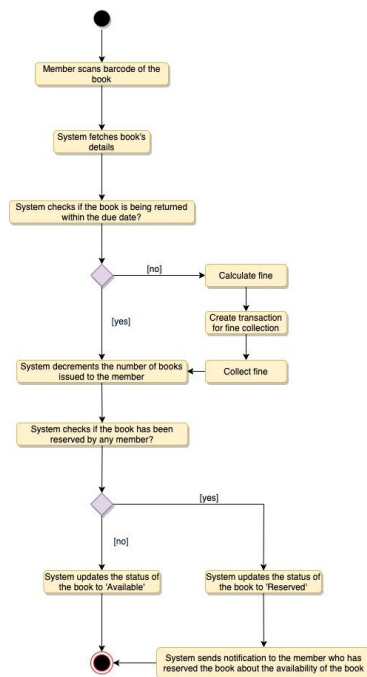 Member scans barcode of the
book
System fetches book's
details
System checks if the book is being returned
within the due date?
[no]
Calculate fine
[yes]
Create transaction
for fine collection
System decrements the number of books
issued to the member
Collect fine
System checks if the book has been
reserved by any member?
[yes]
[no]
System updates the status of
the book to 'Available'
System updates the status of
the book to 'Reserved'
System sends notification to the member who has
reserved the book about the availability of the book